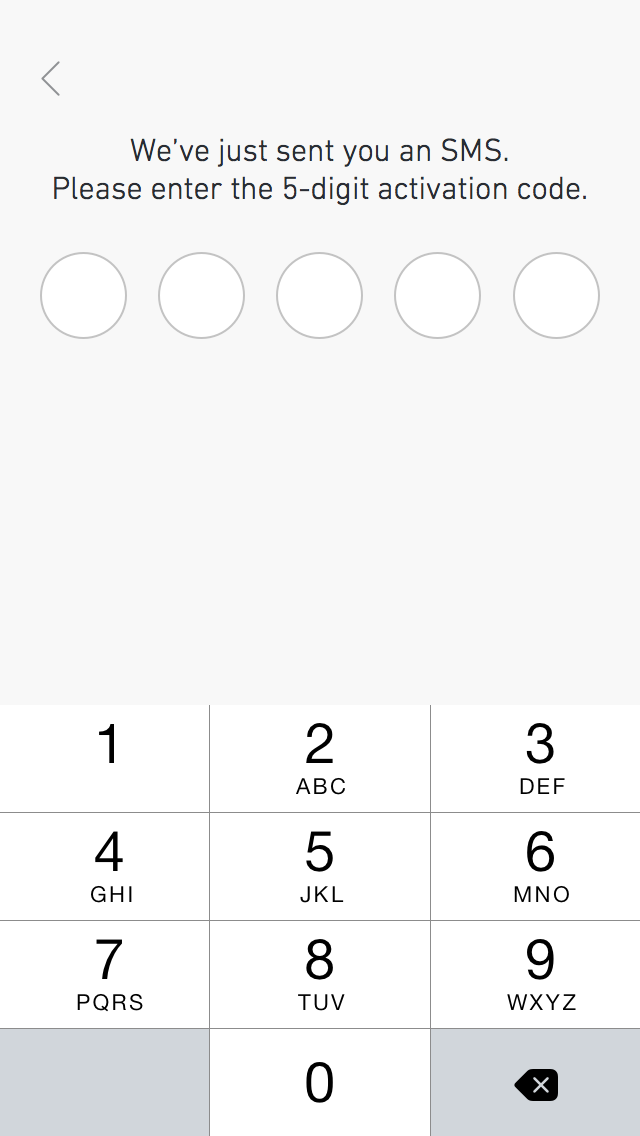 We've just sent you an SMS.
Please enter the 5-digit activation code.
1
2
3
ABC
DEF
4
5
6
GHI
JKL
MNO
7
8
9
PQRS
TUV
WXYZ
0